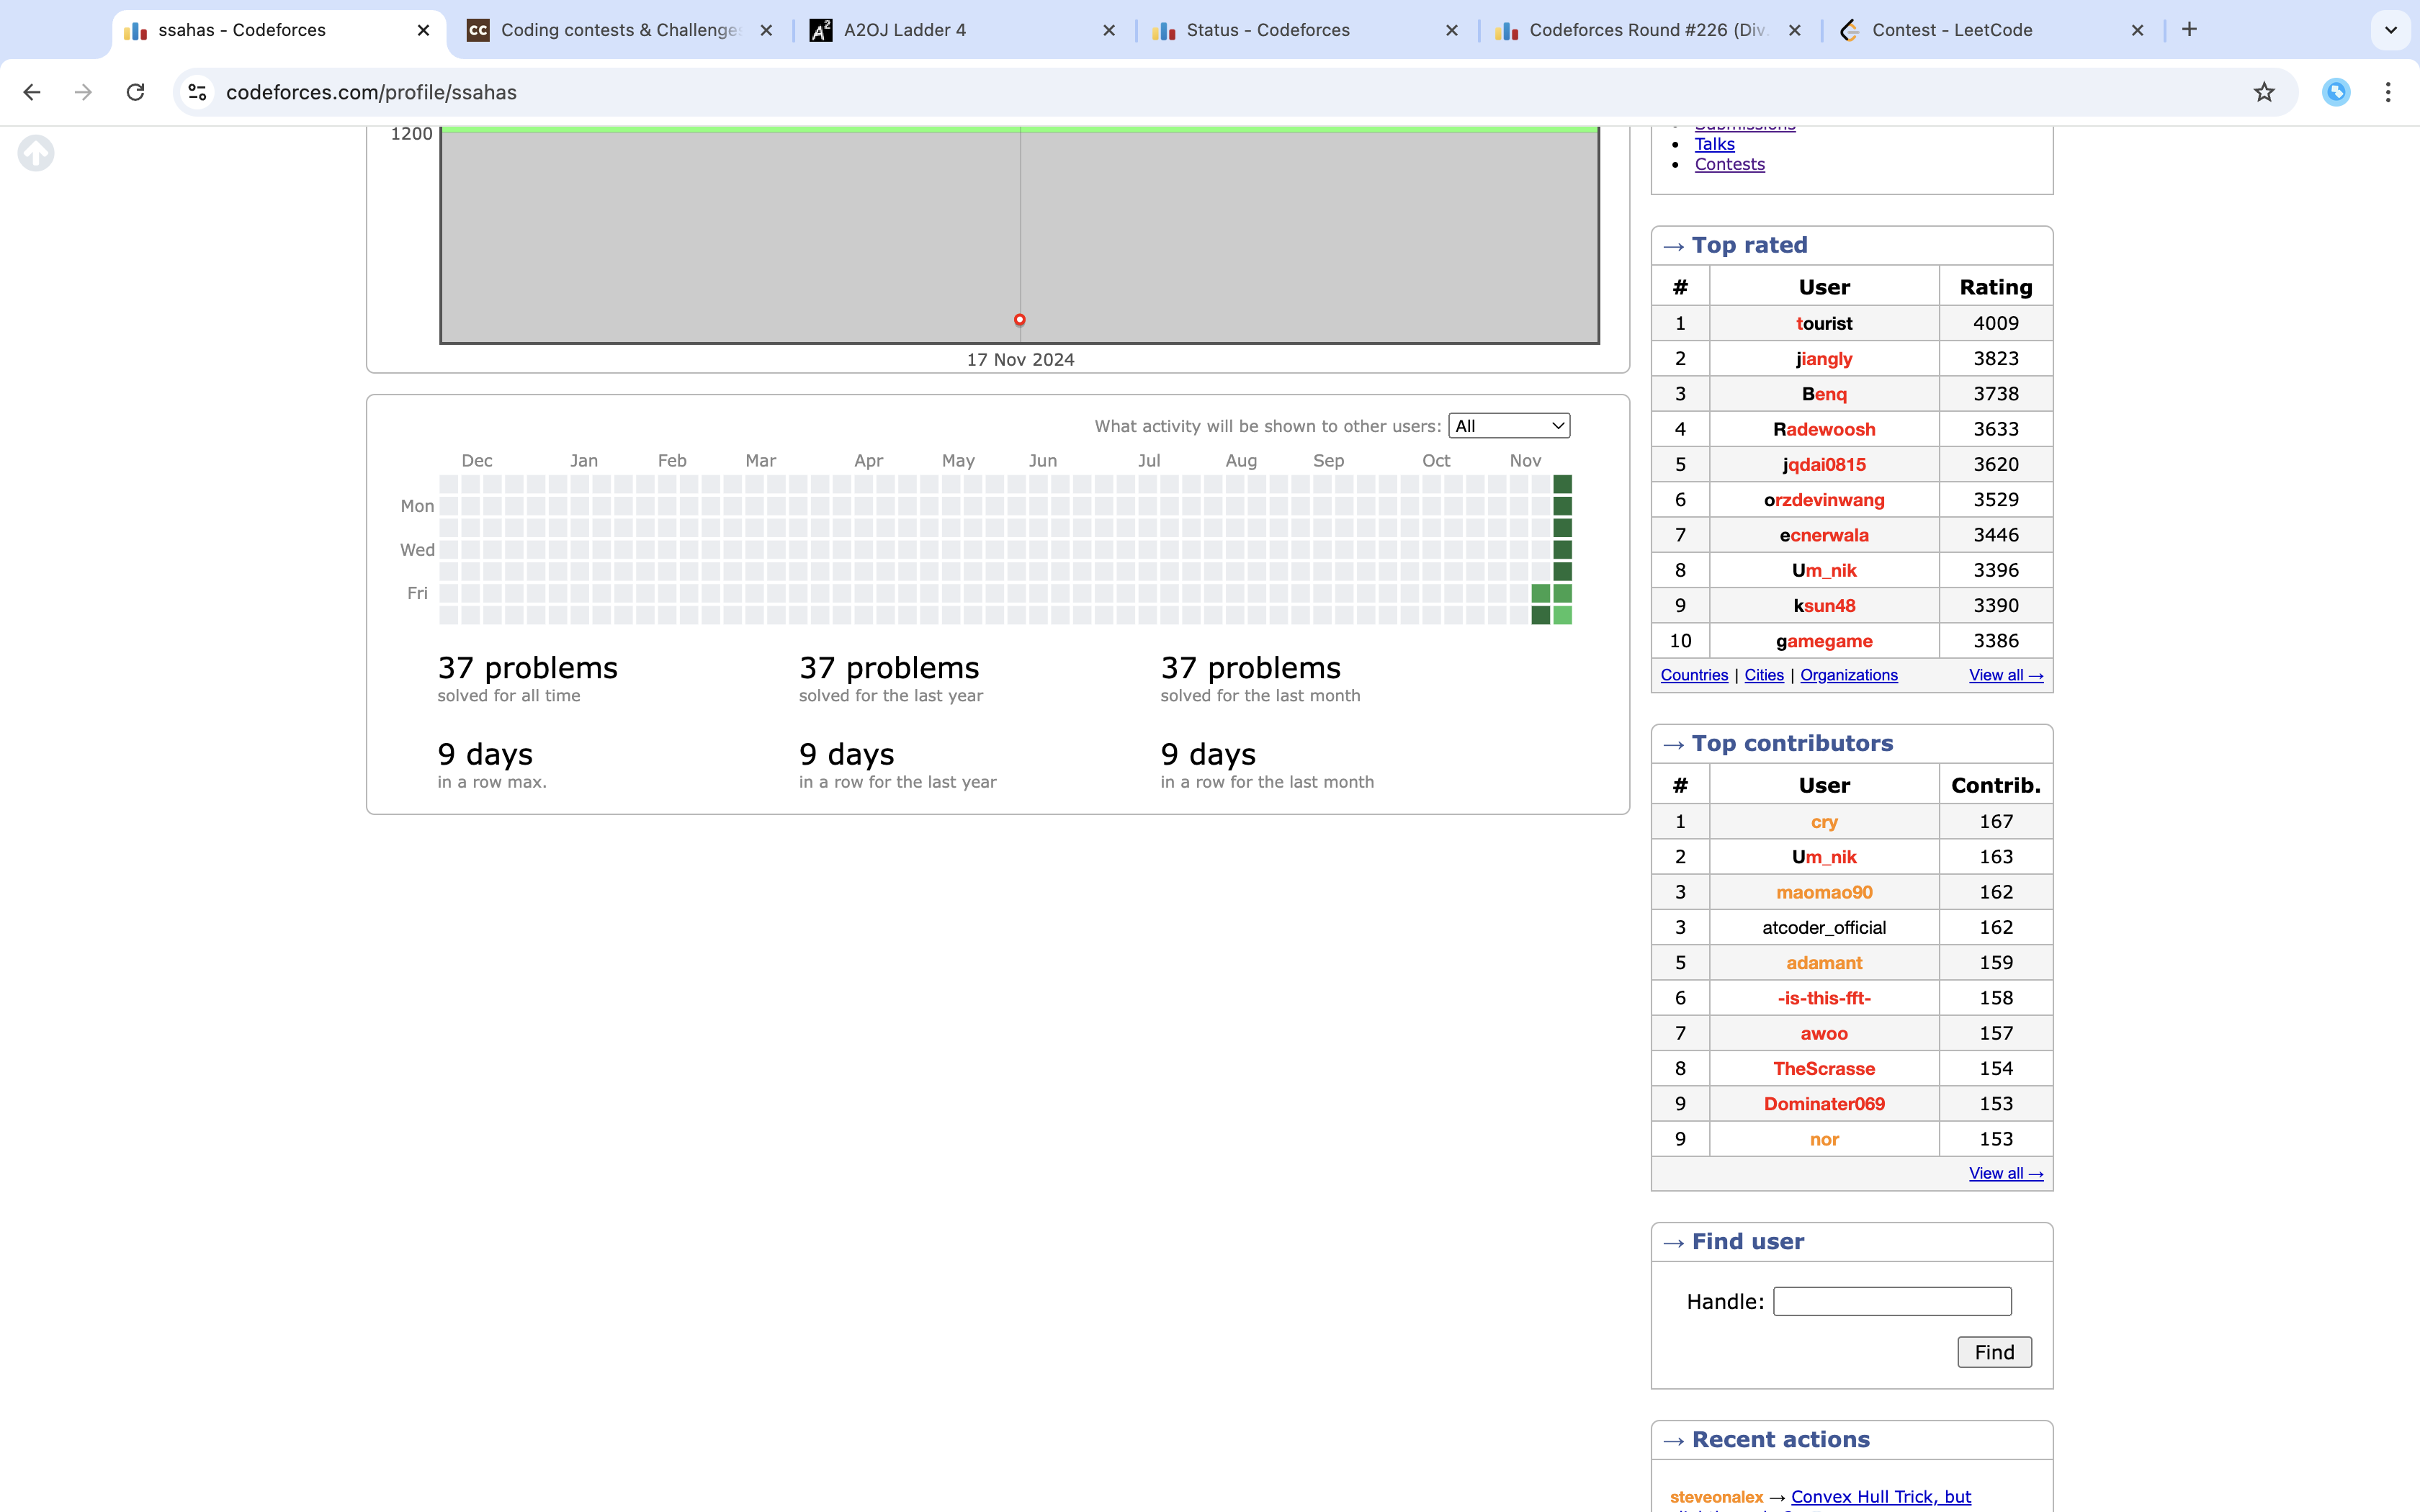 ssahas - Codeforces
CC
Coding contests & Challenges
A2
A2OJ Ladder 4
Status - Codeforces
Codeforces Round #226 (Div.
Contest - LeetCode
codeforces.com/profile/ssahas
1200
17 Nov 2024
What activity will be shown to other users: All
Dec Jan Feb Mar Apr May Jun Jul Aug Sep Oct Nov
Mon
Wed
Fri
37 problems
solved for all time
37 problems
solved for the last year
37 problems
solved for the last month
9 days
in a row max.
9 days
in a row for the last year
9 days
in a row for the last month
Submissions
Talks
Contests
→ Top rated
# User Rating
1 tourist 4009
2 jiangly 3823
3 Benq 3738
4 Radewoosh 3633
5 jqdai0815 3620
6 orzdevinwang 3529
7 ecnerwala 3446
8 Um_nik 3396
9 ksun48 3390
10 gamegame 3386
Countries | Cities | Organizations View all →
→ Top contributors
# User Contrib.
1 cry 167
2 Um_nik 163
3 maomao90 162
3 atcoder_official 162
5 adamant 159
6 -is-this-fft- 158
7 awoo 157
8 TheScrasse 154
9 Dominater069 153
9 nor 153
View all →
→ Find user
Handle:
Find
→ Recent actions
steveonalex → Convex Hull Trick, but